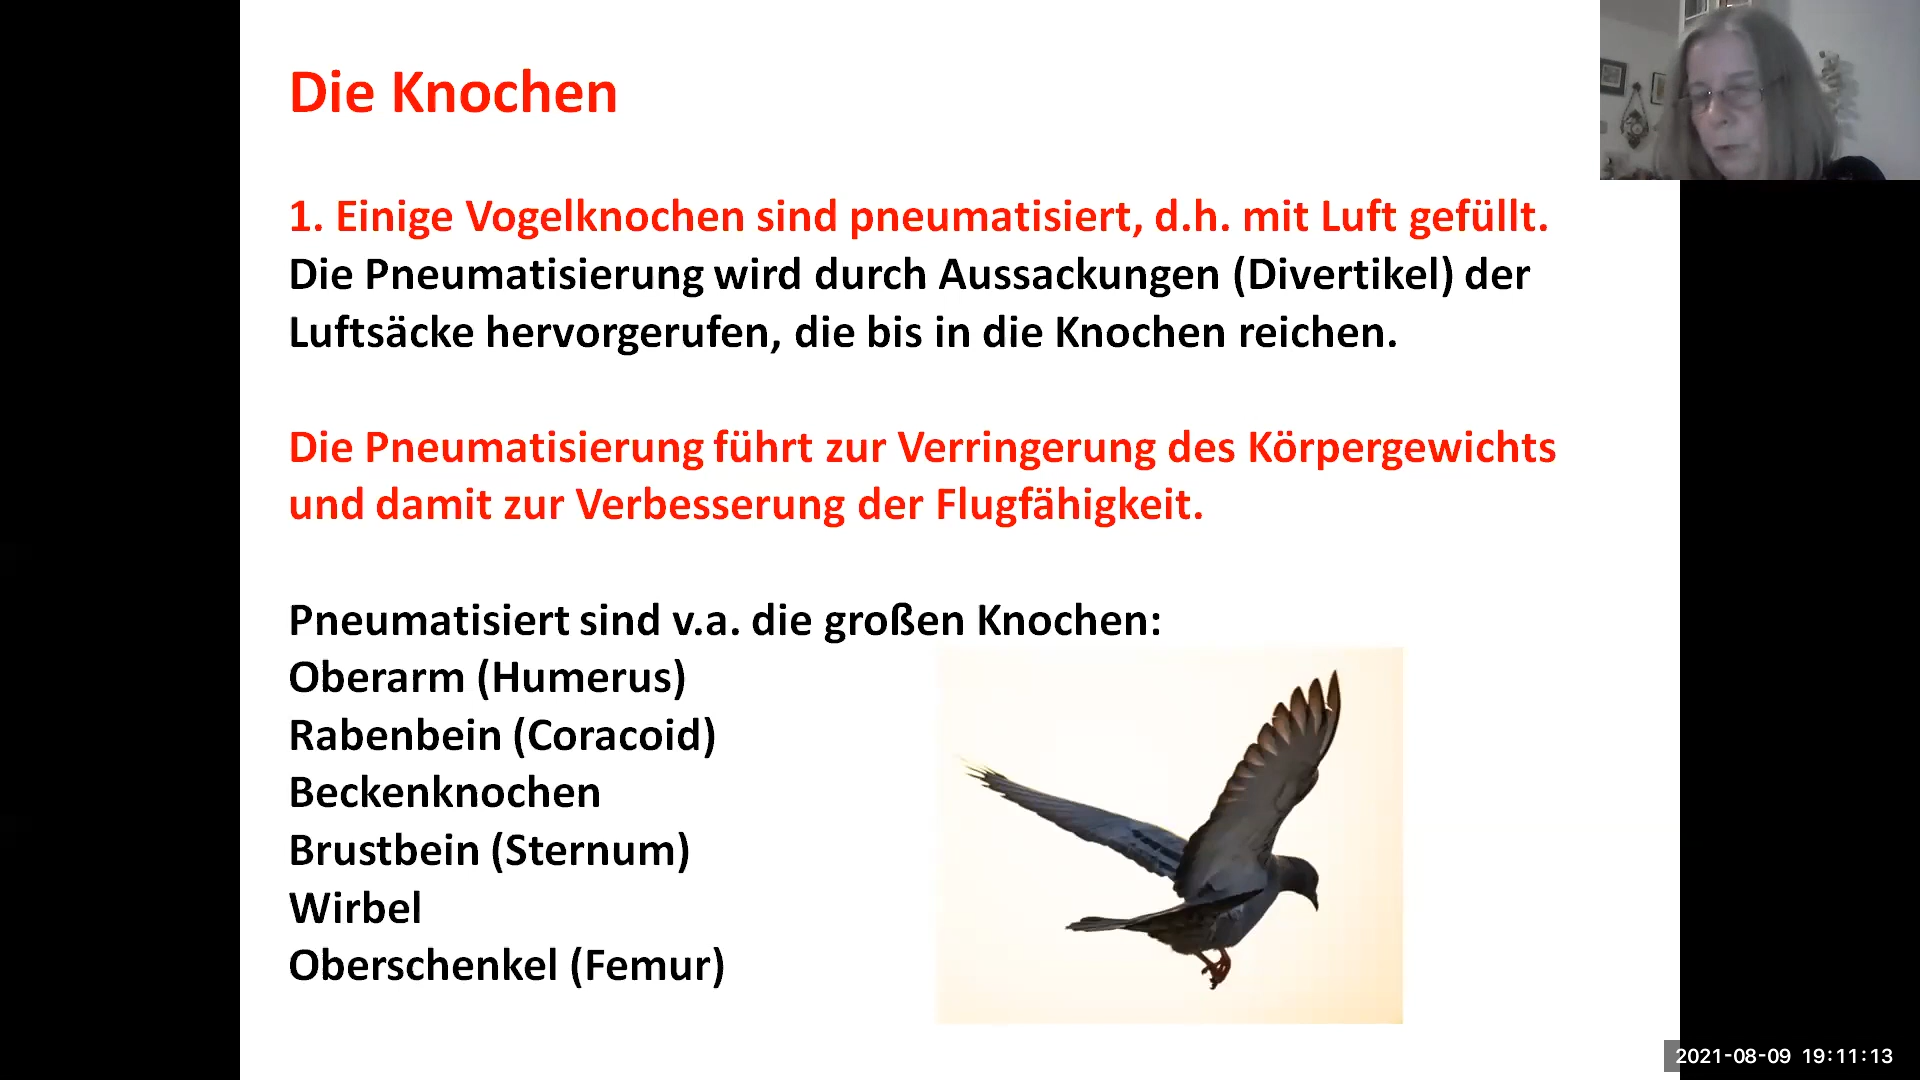 Die Knochen
1. Einige Vogelknochen sind pneumatisiert, d.h. mit Luft gefüllt.
Die Pneumatisierung wird durch Aussackungen (Divertikel) der
Luftsäcke hervorgerufen, die bis in die Knochen reichen.
Die Pneumatisierung führt zur Verringerung des Körpergewichts
und damit zur Verbesserung der Flugfähigkeit.
Pneumatisiert sind v.a. die großen Knochen:
Oberarm (Humerus)
Rabenbein (Coracoid)
Beckenknochen
Brustbein (Sternum)
Wirbel
Oberschenkel (Femur)
2021-08-09 19:11:13